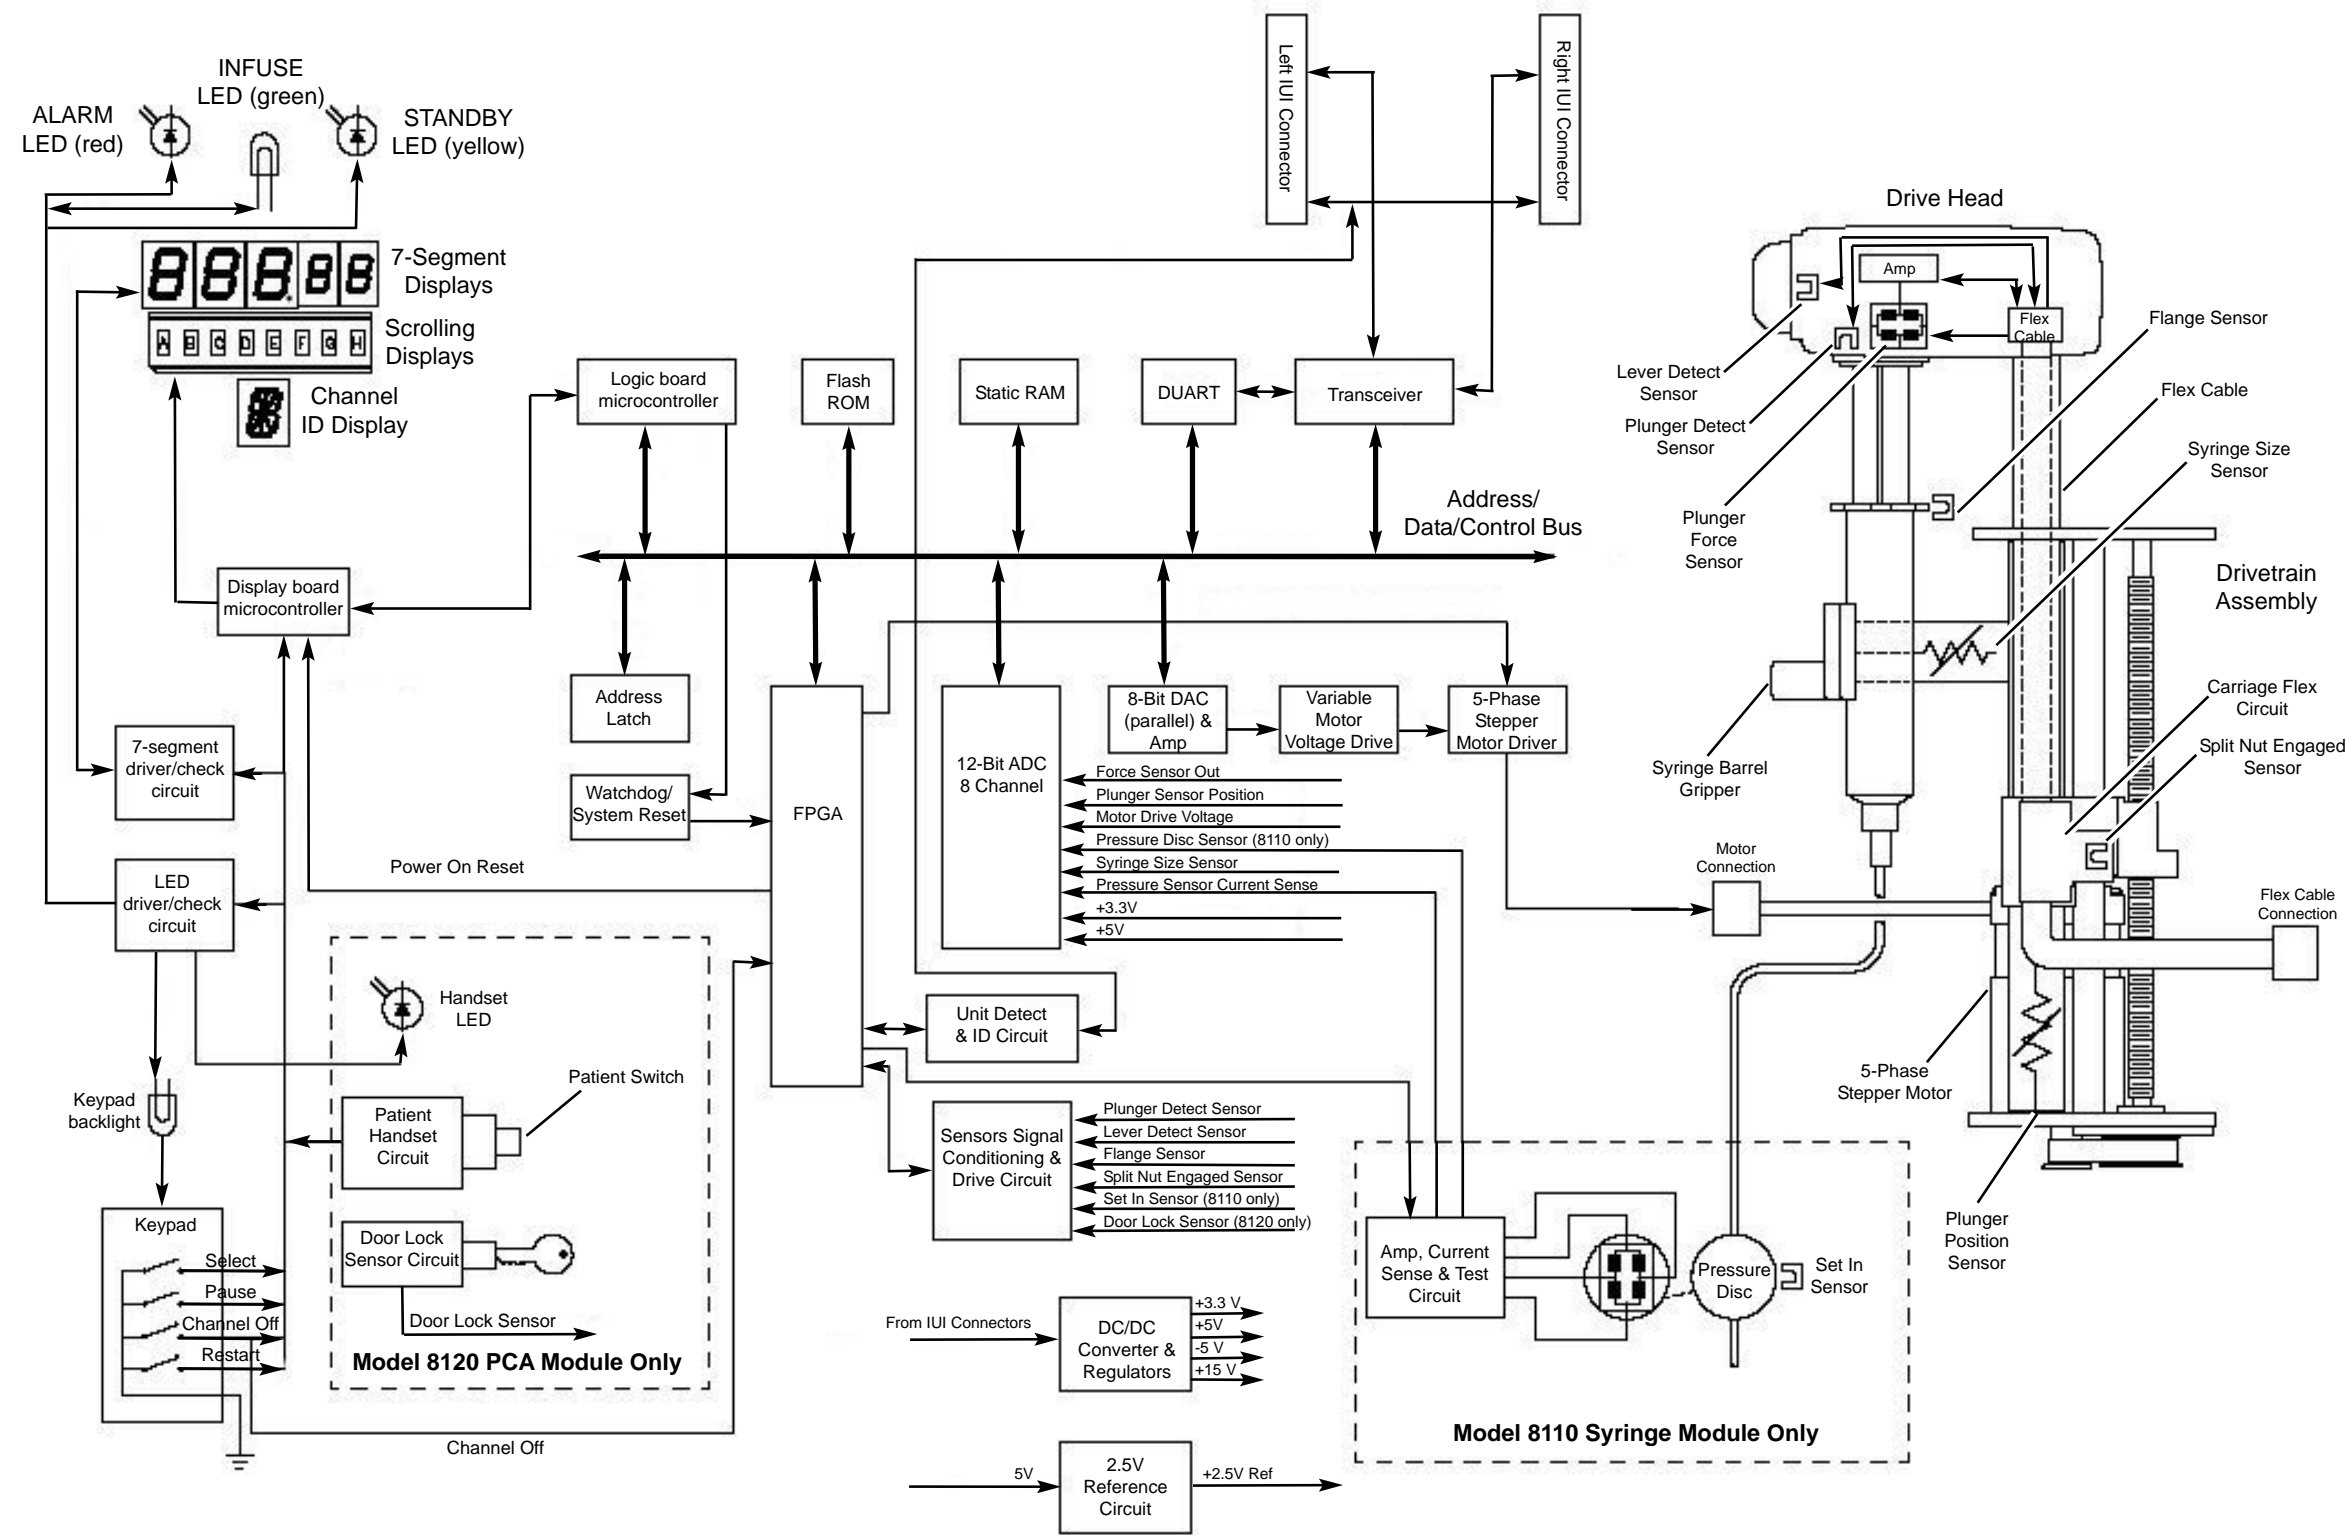 INFUSE
LED (green)
ALARM
LED (red)
STANDBY
LED (yellow)
7-Segment
Displays
A B C D E F G H
Scrolling
Displays
Channel
ID Display
Left IUI Connector
Right IUI Connector
Logic board
microcontroller
Flash
ROM
Static RAM
DUART
Transceiver
Address/
Data/Control Bus
Display board
microcontroller
Address
Latch
7-segment
driver/check
circuit
Watchdog/
System Reset
FPGA
12-Bit ADC
8 Channel
8-Bit DAC
(parallel) &
Amp
Variable
Motor
Voltage Drive
5-Phase
Stepper
Motor Driver
Force Sensor Out
Plunger Sensor Position
Motor Drive Voltage
Pressure Disc Sensor (8110 only)
Syringe Size Sensor
Pressure Sensor Current Sense
+3.3V
+5V
Power On Reset
LED
driver/check
circuit
Handset
LED
Keypad
backlight
Patient Switch
Patient
Handset
Circuit
Door Lock
Sensor Circuit
Door Lock Sensor
Model 8120 PCA Module Only
Keypad
Select
Pause
Channel Off
Restart
Channel Off
Unit Detect
& ID Circuit
Sensors Signal
Conditioning &
Drive Circuit
Plunger Detect Sensor
Lever Detect Sensor
Flange Sensor
Split Nut Engaged Sensor
Set In Sensor (8110 only)
Door Lock Sensor (8120 only)
From IUI Connectors
DC/DC
Converter &
Regulators
+3.3 V
+5V
-5 V
+15 V
5V
2.5V
Reference
Circuit
+2.5V Ref
Amp, Current
Sense & Test
Circuit
Pressure
Disc
Set In
Sensor
Model 8110 Syringe Module Only
Drive Head
Amp
Flex
Cable
Lever Detect
Sensor
Plunger Detect
Sensor
Plunger
Force
Sensor
Flange Sensor
Flex Cable
Syringe Size
Sensor
Drivetrain
Assembly
Syringe Barrel
Gripper
Carriage Flex
Circuit
Split Nut Engaged
Sensor
Motor
Connection
Flex Cable
Connection
5-Phase
Stepper Motor
Plunger
Position
Sensor